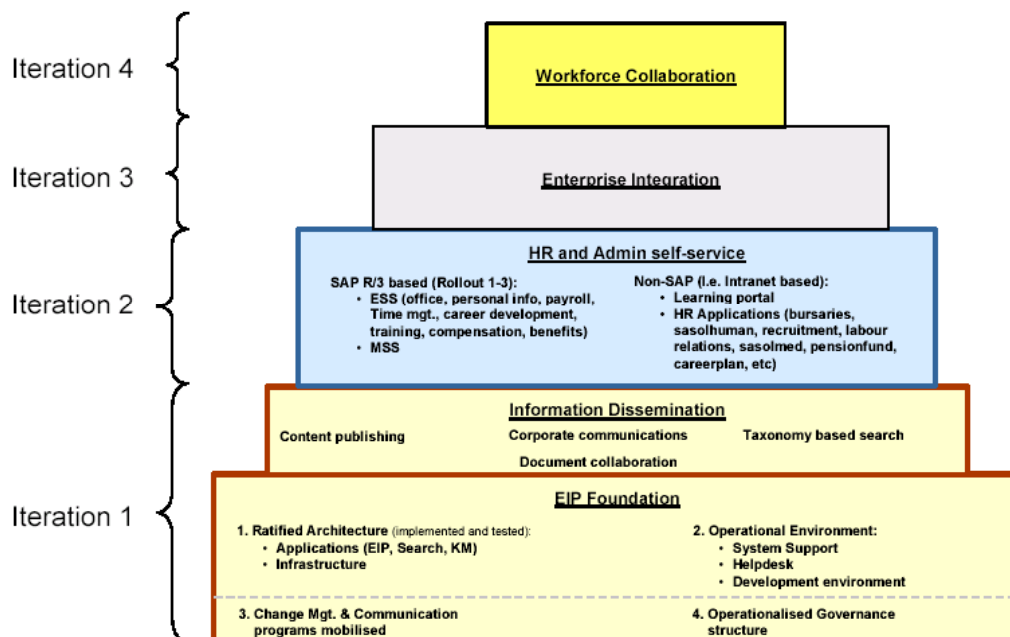 Iteration 4
Workforce Collaboration
Iteration 3
Enterprise Integration
Iteration 2
HR and Admin self-service
SAP R/3 based (Rollout 1-3):
• ESS (office, personal info, payroll,
Time mgt., career development,
training, compensation, benefits)
• MSS
Non-SAP (I.e. Intranet based):
• Learning portal
• HR Applications (bursaries,
sasolhuman, recruitment, labour
relations, sasolmed, pensionfund,
careerplan, etc)
Iteration 1
Information Dissemination
Content publishing
Corporate communications
Taxonomy based search
Document collaboration
EIP Foundation
1. Ratified Architecture (implemented and tested):
• Applications (EIP, Search, KM)
• Infrastructure
2. Operational Environment:
• System Support
• Helpdesk
• Development environment
3. Change Mgt. & Communication
programs mobilised
4. Operationalised Governance
structure